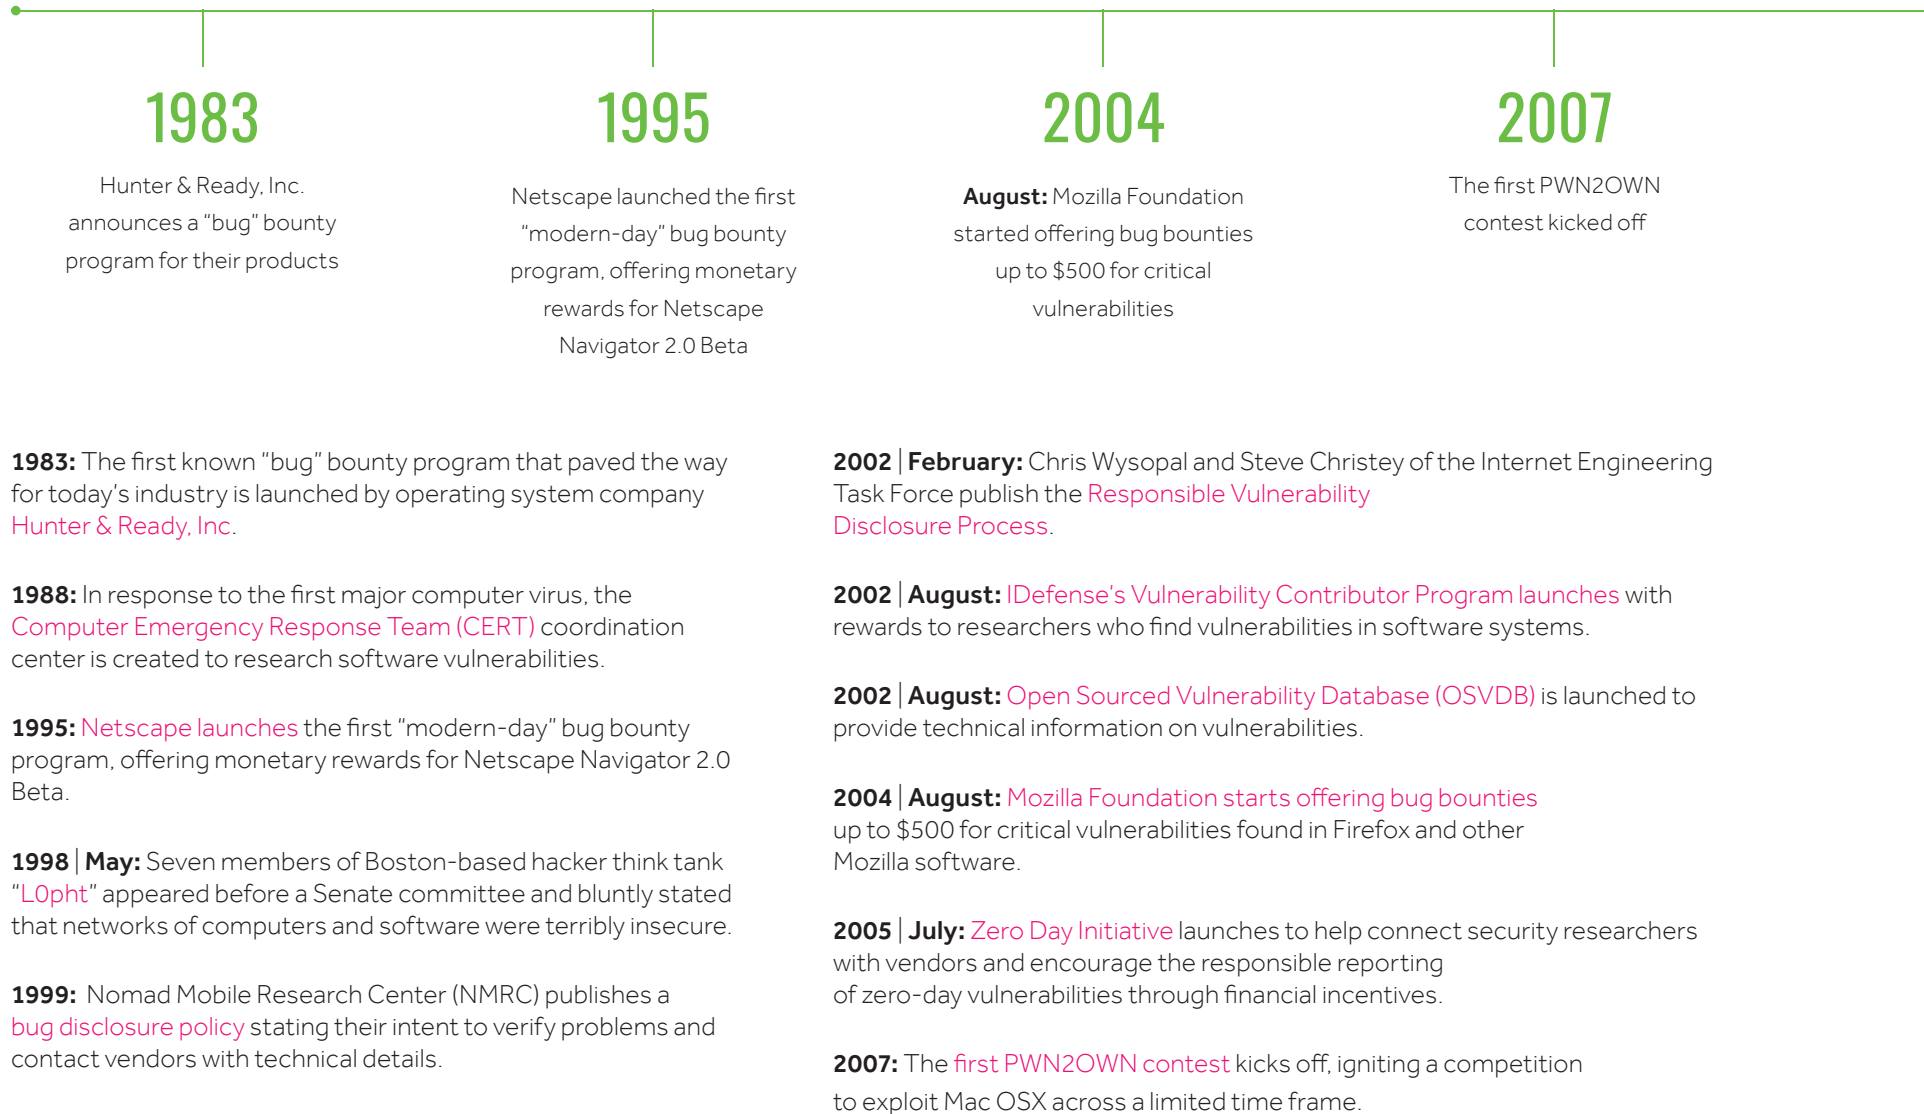 1983
Hunter & Ready, Inc.
announces a "bug" bounty
program for their products
1995
Netscape launched the first
"modern-day" bug bounty
program, offering monetary
rewards for Netscape
Navigator 2.0 Beta
2004
August: Mozilla Foundation
started offering bug bounties
up to $500 for critical
vulnerabilities
2007
The first PWN2OWN
contest kicked off
1983: The first known "bug" bounty program that paved the way
for today's industry is launched by operating system company
Hunter & Ready, Inc.
1988: In response to the first major computer virus, the
Computer Emergency Response Team (CERT) coordination
center is created to research software vulnerabilities.
1995: Netscape launches the first "modern-day" bug bounty
program, offering monetary rewards for Netscape Navigator 2.0
Beta.
1998 | May: Seven members of Boston-based hacker think tank
"L0pht" appeared before a Senate committee and bluntly stated
that networks of computers and software were terribly insecure.
1999: Nomad Mobile Research Center (NMRC) publishes a
bug disclosure policy stating their intent to verify problems and
contact vendors with technical details.
2002 | February: Chris Wysopal and Steve Christey of the Internet Engineering
Task Force publish the Responsible Vulnerability
Disclosure Process.
2002 | August: IDefense's Vulnerability Contributor Program launches with
rewards to researchers who find vulnerabilities in software systems.
2002 | August: Open Sourced Vulnerability Database (OSVDB) is launched to
provide technical information on vulnerabilities.
2004 | August: Mozilla Foundation starts offering bug bounties
up to $500 for critical vulnerabilities found in Firefox and other
Mozilla software.
2005 | July: Zero Day Initiative launches to help connect security researchers
with vendors and encourage the responsible reporting
of zero-day vulnerabilities through financial incentives.
2007: The first PWN2OWN contest kicks off, igniting a competition
to exploit Mac OSX across a limited time frame.